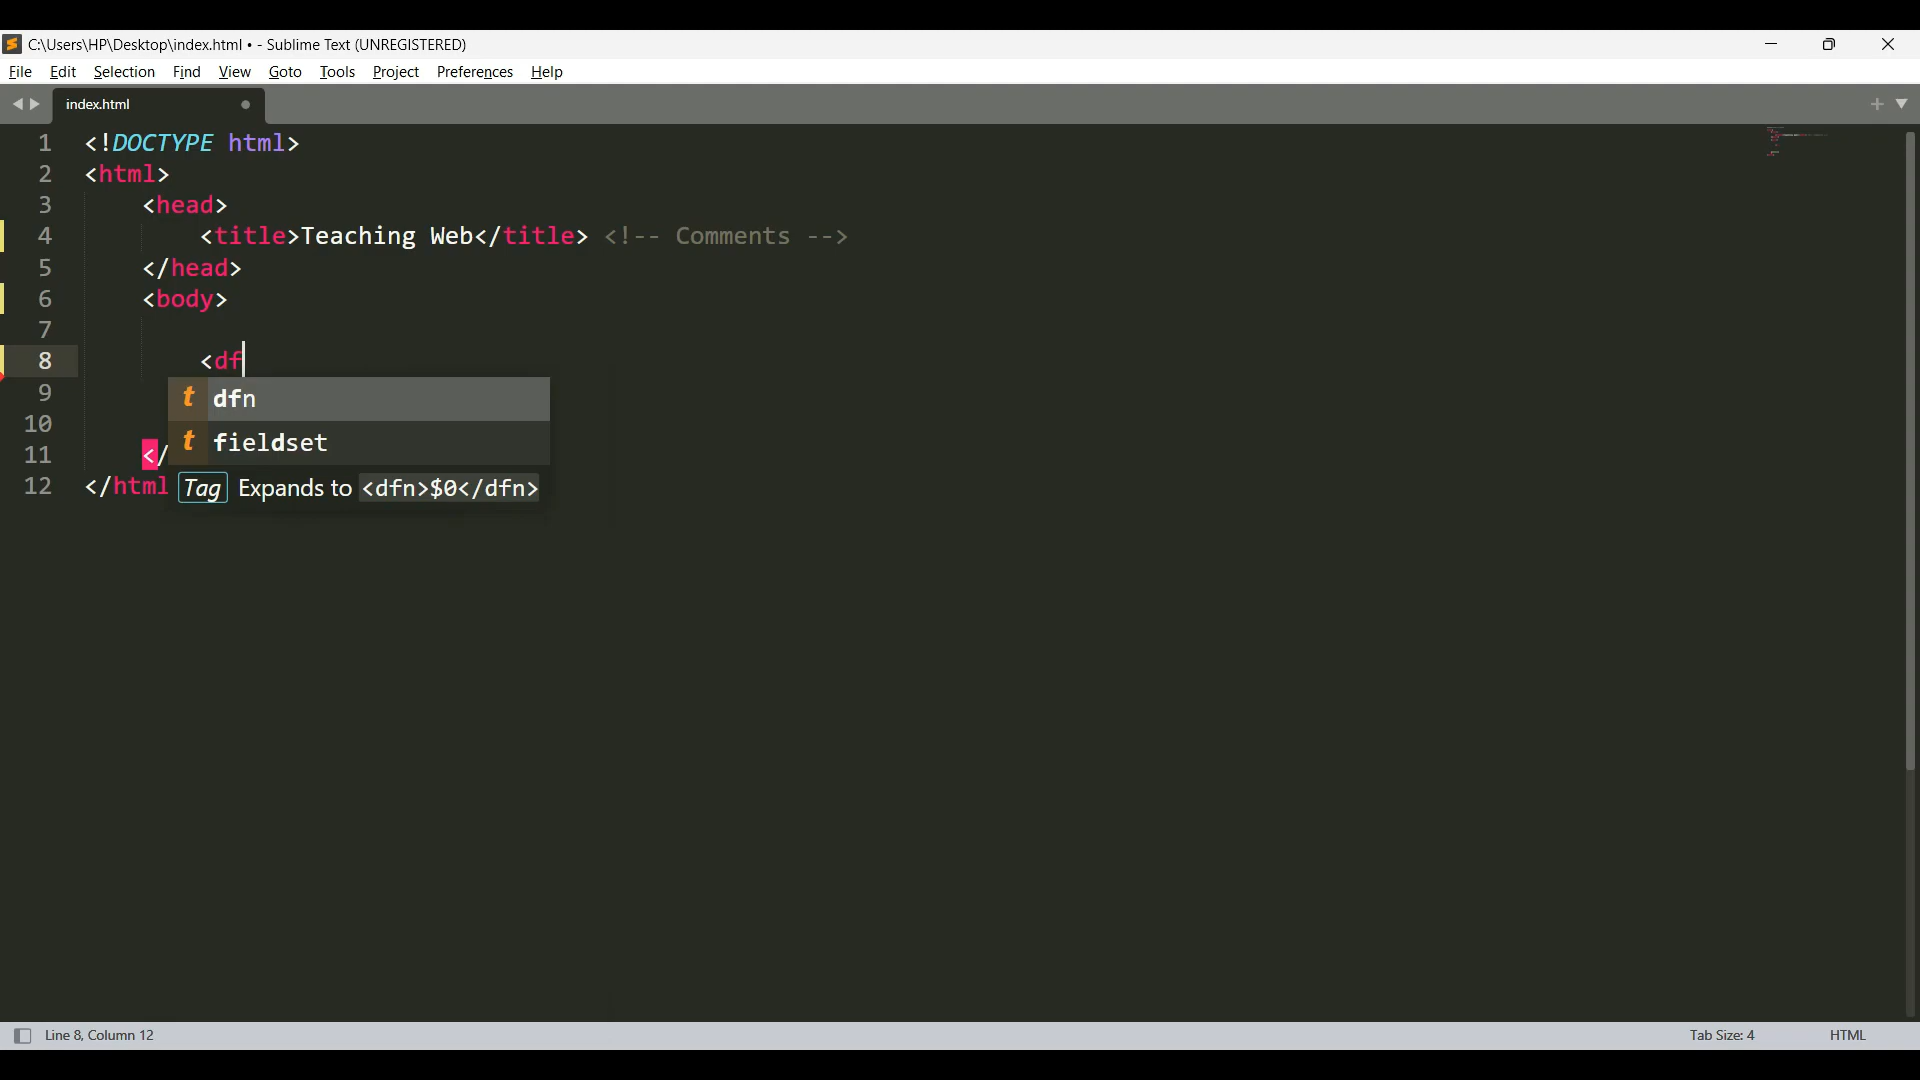 C:\Users\HP\Desktop\index.html • - Sublime Text (UNREGISTERED)
File Edit Selection Find View Goto Tools Project Preferences Help
index.html
1 <!DOCTYPE html>
2 <html>
3 <head>
4 <title>Teaching Web</title> <!-- Comments -->
5 </head>
6 <body>
7
8 <df
9 t dfn
10
11 </ t fieldset
12 </html Tag Expands to <dfn>$0</dfn>
Line 8, Column 12 Tab Size: 4 HTML